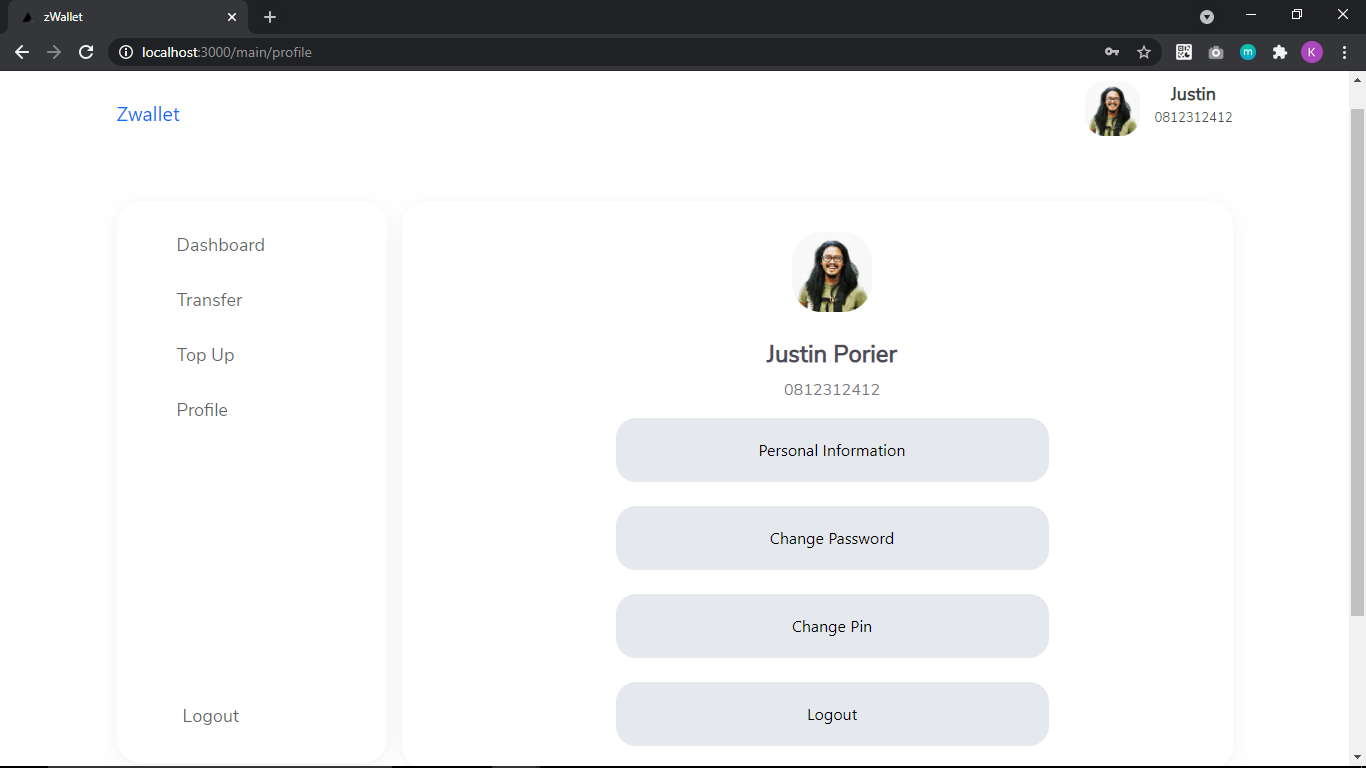 zWallet
localhost:3000/main/profile
K
m
Zwallet
Justin
0812312412
Dashboard
Transfer
Top Up
Profile
Logout
Justin Porier
0812312412
Personal Information
Change Password
Change Pin
Logout